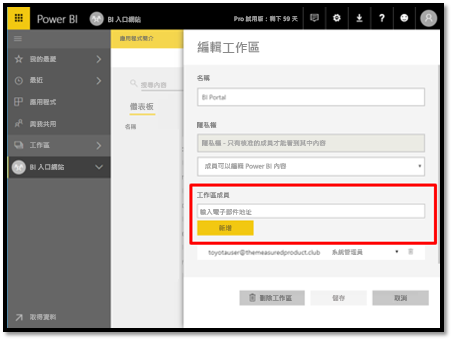 Power BI
BI 入口網站
Pro 試用版：剩下 59 天
?
我的最愛
最近
應用程式
與我共用
工作區
BI 入口網站
取得資料
應用程式簡介
搜尋內容
儀表板
名稱
編輯工作區
名稱
BI Portal
隱私權
隱私權 - 只有核准的成員才能看到其中內容
成員可以編輯 Power BI 內容
工作區成員
輸入電子郵件地址
新增
toyotauser@themeasuredproduct.club 系統管理員
刪除工作區
儲存
取消